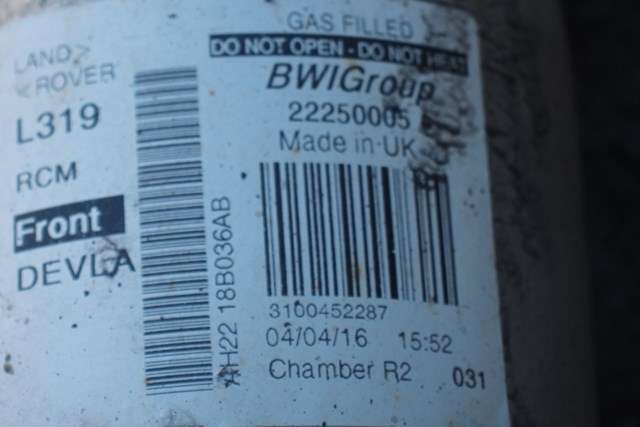 LAND
ROVER
L319
RCM
Front
DEVLA
AH22 18B036AB
GAS FILLED
DO NOT OPEN - DO NOT HEAT
BWIGroup
22250005
Made in UK
3100452287
04/04/16 15:52
Chamber R2 031